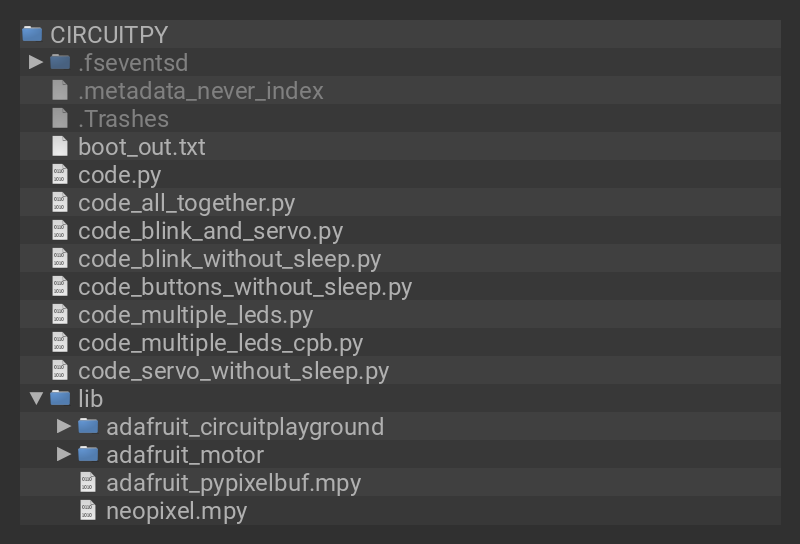 CIRCUITPY
.fseventsd
.metadata_never_index
.Trashes
boot_out.txt
code.py
code_all_together.py
code_blink_and_servo.py
code_blink_without_sleep.py
code_buttons_without_sleep.py
code_multiple_leds.py
code_multiple_leds_cpb.py
code_servo_without_sleep.py
lib
adafruit_circuitplayground
adafruit_motor
adafruit_pypixelbuf.mpy
neopixel.mpy